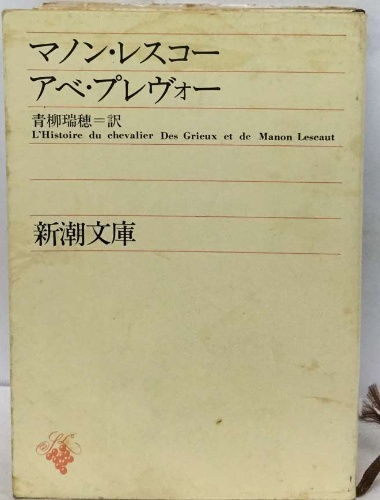 マノン・レスコー
アベ・プレヴォー
青柳瑞穂=訳
L'Histoire du chevalier Des Grieux et de Manon Lescaut
新潮文庫